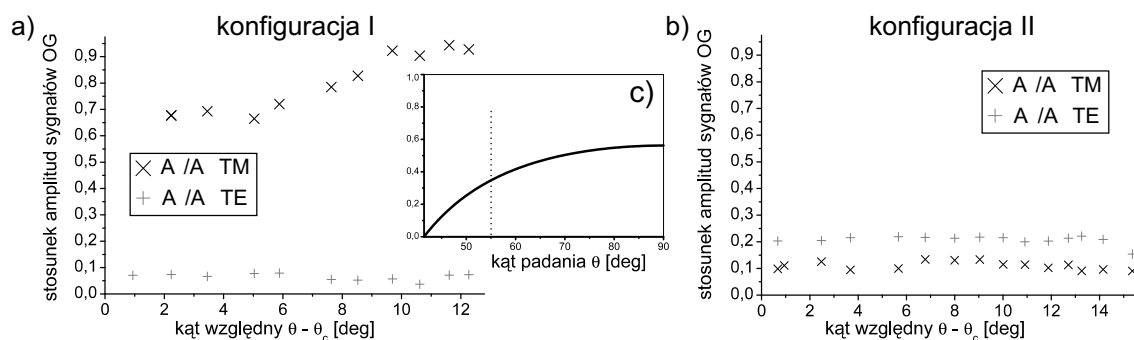 a) konfiguracja I
stosunek amplitud sygnałów OG
0,9
0,8
0,7
0,6
0,5
0,4
0,3
0,2
0,1
0,0
0 2 4 6 8 10 12
kąt względny θ - θc [deg]
A /A TM
A /A TE
c)
1,0
0,8
0,6
0,4
0,2
0,0
50 60 70 80 90
kąt padania θ [deg]
b) konfiguracja II
stosunek amplitud sygnałów OG
0,9
0,8
0,7
0,6
0,5
0,4
0,3
0,2
0,1
0,0
0 2 4 6 8 10 12 14
kąt względny θ - θc [deg]
A /A TM
A /A TE